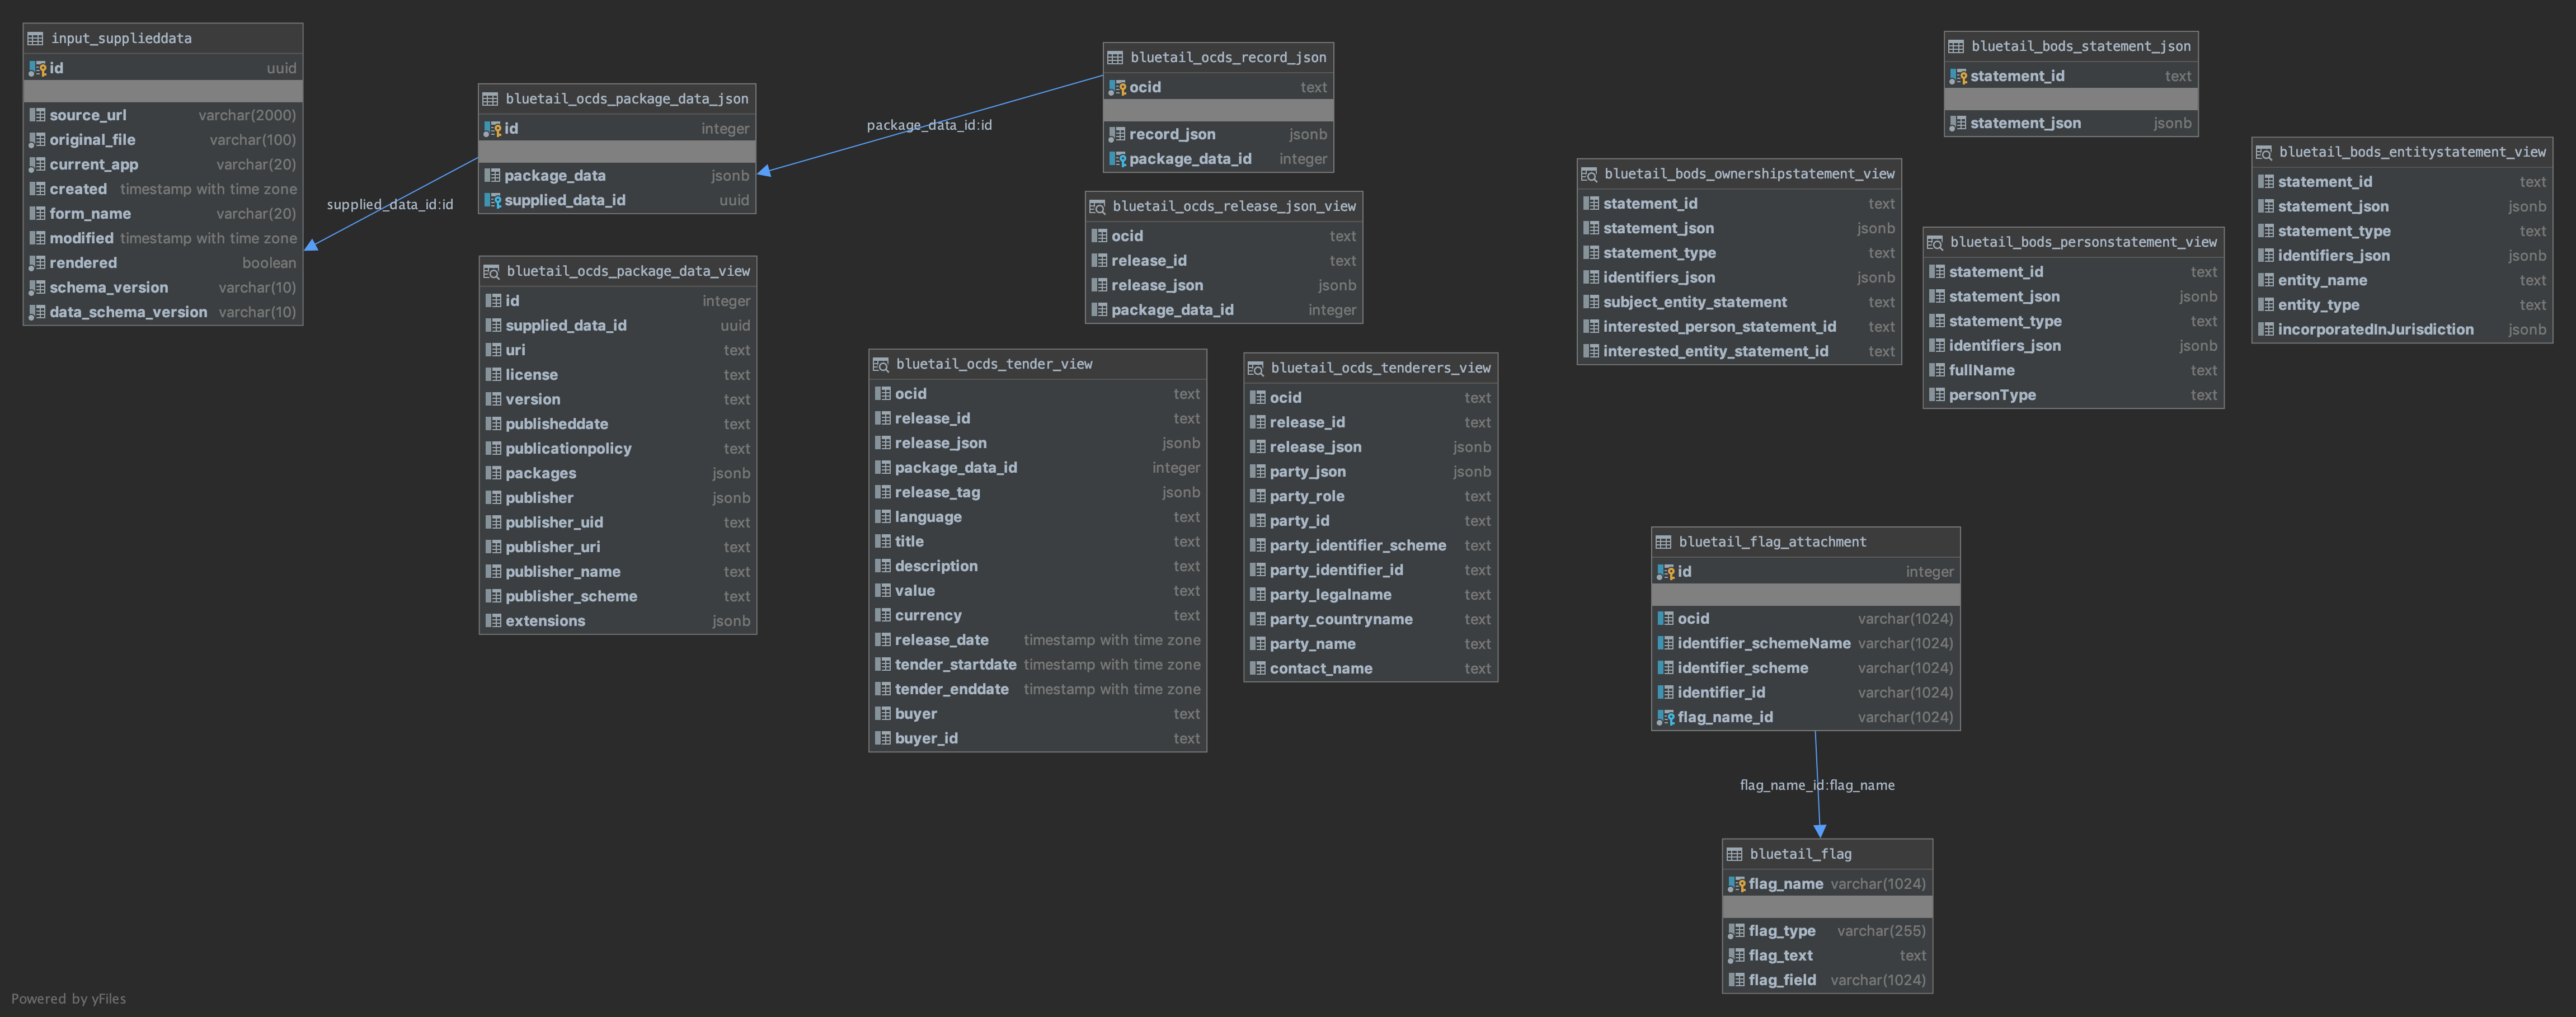 input_supplieddata
id uuid
source_url varchar(2000)
original_file varchar(100)
current_app varchar(20)
created timestamp with time zone
form_name varchar(20)
modified timestamp with time zone
rendered boolean
schema_version varchar(10)
data_schema_version varchar(10)
supplied_data_id:id
bluetail_ocds_package_data_json
id integer
package_data jsonb
supplied_data_id uuid
package_data_id:id
bluetail_ocds_package_data_view
id integer
supplied_data_id uuid
uri text
license text
version text
publisheddate text
publicationpolicy text
packages jsonb
publisher jsonb
publisher_uid text
publisher_uri text
publisher_name text
publisher_scheme text
extensions jsonb
bluetail_ocds_record_json
ocid text
record_json jsonb
package_data_id integer
bluetail_ocds_release_json_view
ocid text
release_id text
release_json jsonb
package_data_id integer
bluetail_ocds_tender_view
ocid text
release_id text
release_json jsonb
package_data_id integer
release_tag jsonb
language text
title text
description text
value text
currency text
release_date timestamp with time zone
tender_startdate timestamp with time zone
tender_enddate timestamp with time zone
buyer text
buyer_id text
bluetail_ocds_tenderers_view
ocid text
release_id text
release_json jsonb
party_json jsonb
party_role text
party_id text
party_identifier_scheme text
party_identifier_id text
party_legalname text
party_countryname text
party_name text
contact_name text
bluetail_bods_statement_json
statement_id text
statement_json jsonb
bluetail_bods_ownershipstatement_view
statement_id text
statement_json jsonb
statement_type text
identifiers_json jsonb
subject_entity_statement text
interested_person_statement_id text
interested_entity_statement_id text
bluetail_bods_personstatement_view
statement_id text
statement_json jsonb
statement_type text
identifiers_json jsonb
fullName text
personType text
bluetail_bods_entitystatement_view
statement_id text
statement_json jsonb
statement_type text
identifiers_json jsonb
entity_name text
entity_type text
incorporatedInJurisdiction jsonb
bluetail_flag_attachment
id integer
ocid varchar(1024)
identifier_schemeName varchar(1024)
identifier_scheme varchar(1024)
identifier_id varchar(1024)
flag_name_id varchar(1024)
flag_name_id:flag_name
bluetail_flag
flag_name varchar(1024)
flag_type varchar(255)
flag_text text
flag_field varchar(1024)
Powered by yFiles